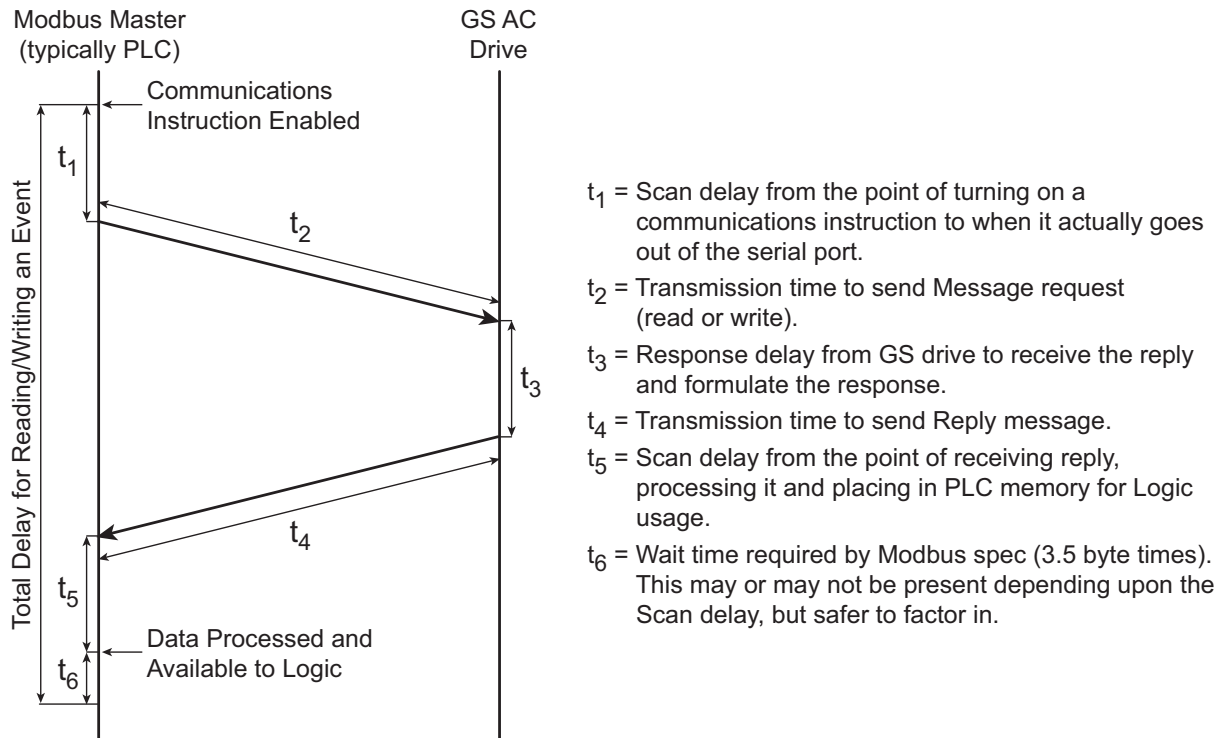 Modbus Master
(typically PLC)
GS AC
Drive
Communications
Instruction Enabled
Total Delay for Reading/Writing an Event
t1
t2
t3
t4
t5
t6
Data Processed and
Available to Logic
t1 = Scan delay from the point of turning on a
communications instruction to when it actually goes
out of the serial port.
t2 = Transmission time to send Message request
(read or write).
t3 = Response delay from GS drive to receive the reply
and formulate the response.
t4 = Transmission time to send Reply message.
t5 = Scan delay from the point of receiving reply,
processing it and placing in PLC memory for Logic
usage.
t6 = Wait time required by Modbus spec (3.5 byte times).
This may or may not be present depending upon the
Scan delay, but safer to factor in.